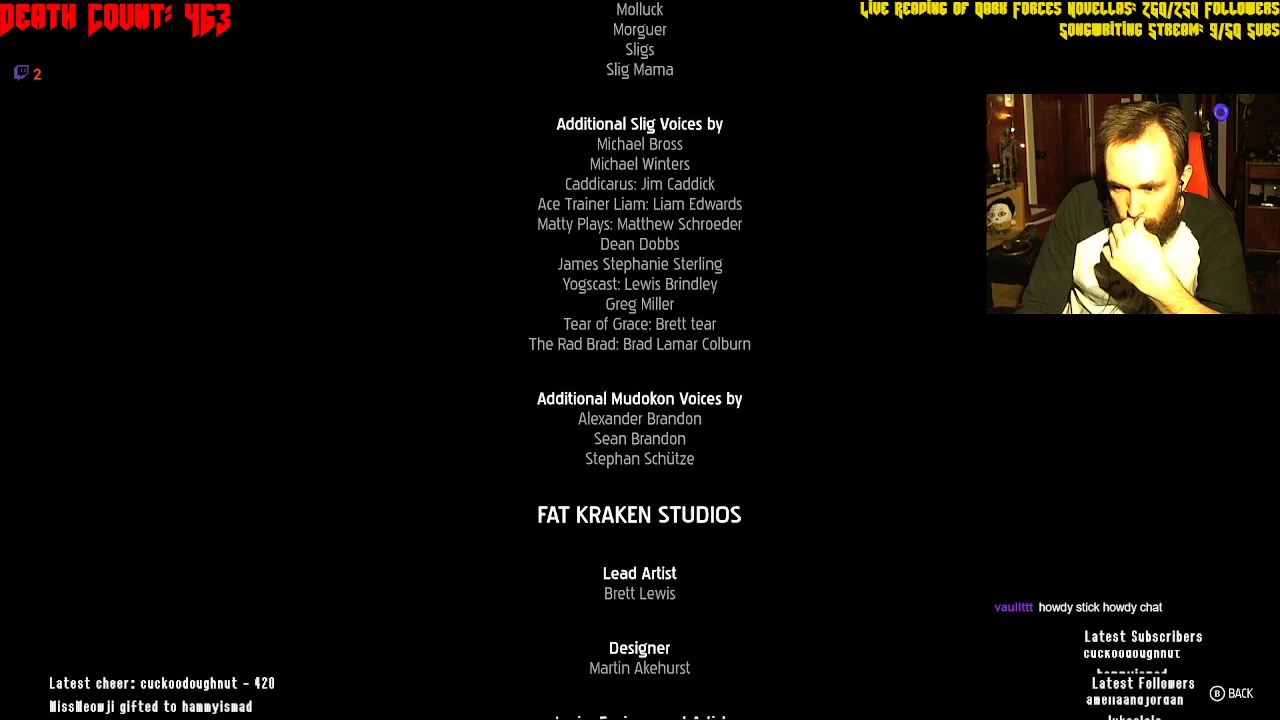 DEATH COUNT: 463
Live Reading of Dark Forces Novellas: 250/250 Followers
Songwriting Stream: 9/50 Subs
2
Molluck
Morguer
Sligs
Slig Mama
Additional Slig Voices by
Michael Bross
Michael Winters
Caddicarus: Jim Caddick
Ace Trainer Liam: Liam Edwards
Matty Plays: Matthew Schroeder
Dean Dobbs
James Stephanie Sterling
Yogscast: Lewis Brindley
Greg Miller
Tear of Grace: Brett tear
The Rad Brad: Brad Lamar Colburn
Additional Mudokon Voices by
Alexander Brandon
Sean Brandon
Stephan Schütze
FAT KRAKEN STUDIOS
Lead Artist
Brett Lewis
Designer
Martin Akehurst
vaullttt howdy stick howdy chat
Latest Subscribers
cuckoodoughnut
Latest Followers
ameliaandjordan
B BACK
Latest cheer: cuckoodoughnut - 420
MissMeowji gifted to hammyismad